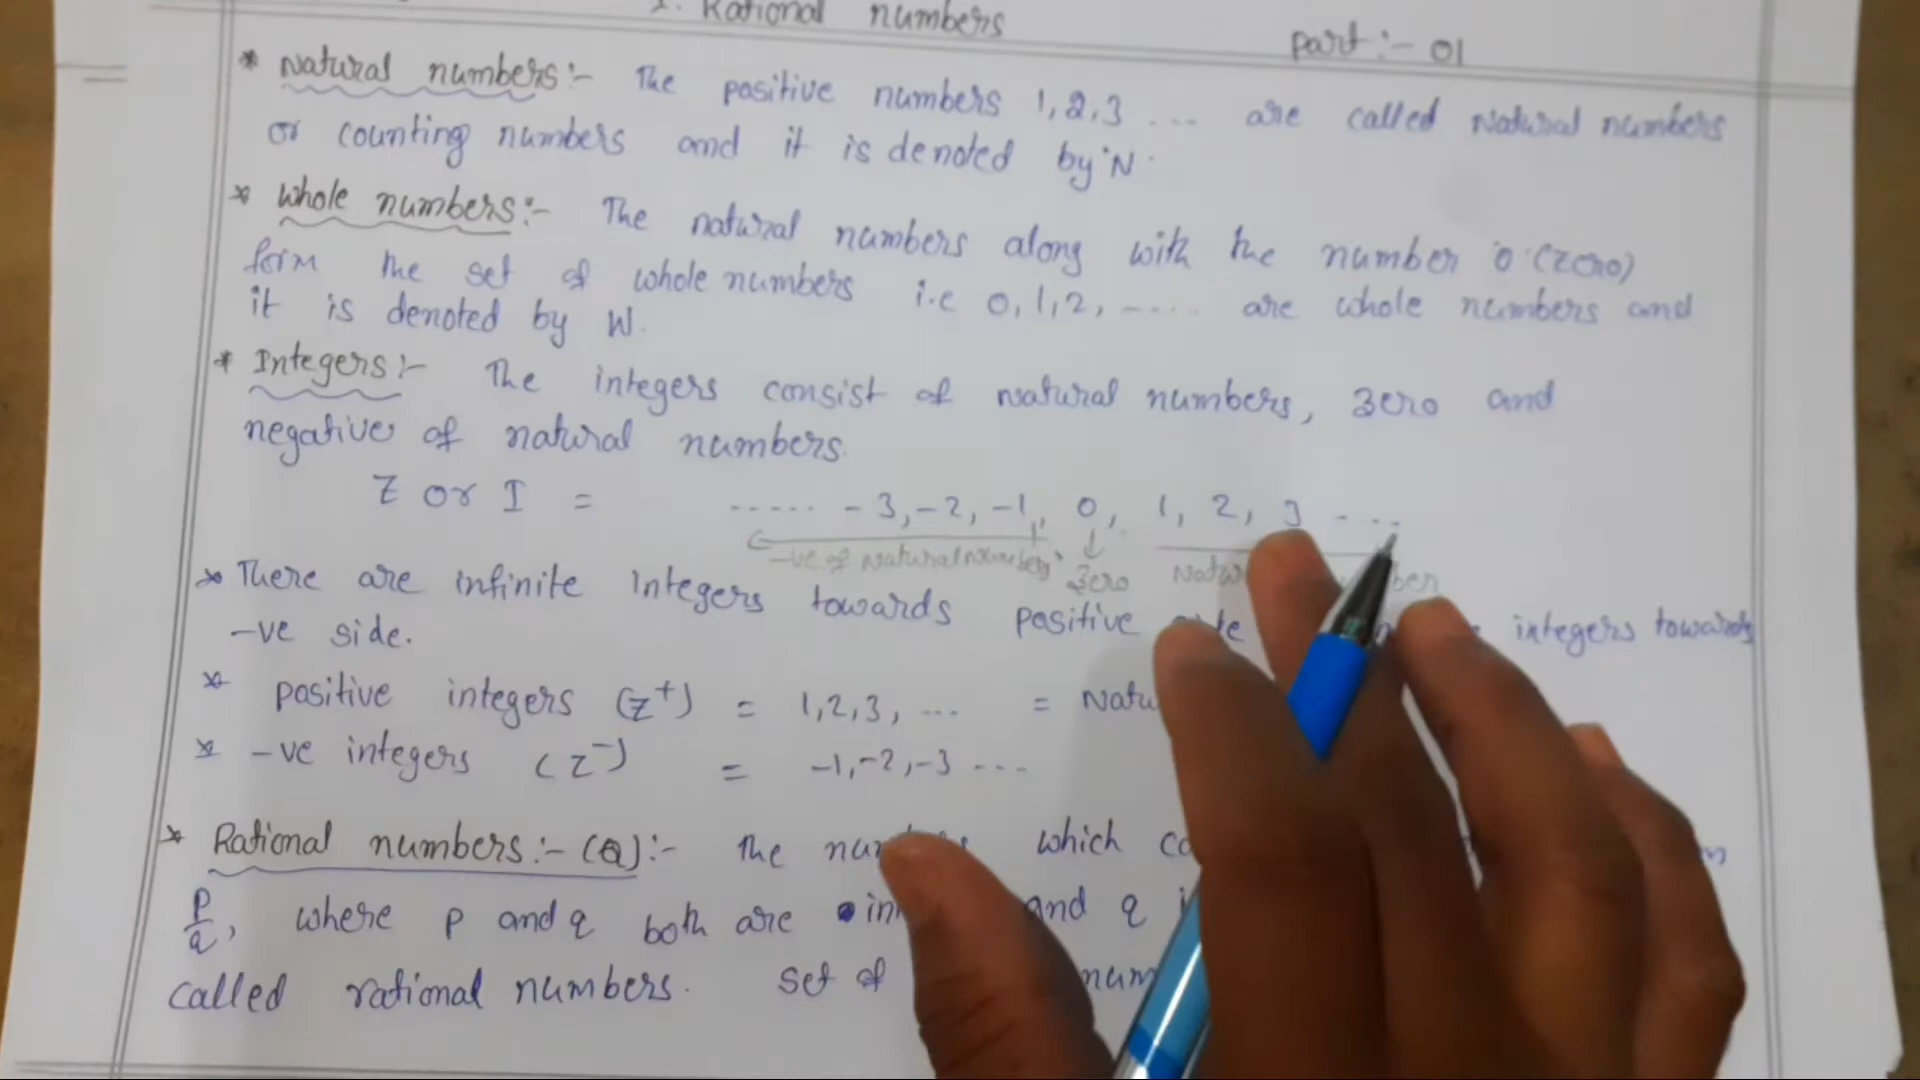 1. Rational numbers
part:- 01
* Natural numbers:- The positive numbers 1,2,3 .... are called Natural numbers
or counting numbers and it is denoted by 'N'
* Whole numbers:- The natural numbers along with the number '0' (zero)
form the set of whole numbers i.e 0,1,2, ----.. are whole numbers and
it is denoted by W.
* Integers:- The integers consist of natural numbers, zero and
negative of natural numbers.
Z or I = ...... -3,-2,-1, 0, 1, 2, 3 ....
-ve of natural number zero
* There are infinite Integers towards positive integers towards
-ve side.
* positive integers (z+) = 1,2,3, ... =
* -ve integers (z-) = -1,-2,-3 ....
* Rational numbers:- (Q):- The which
p/q, where p and q both are and q
called rational numbers. Set of